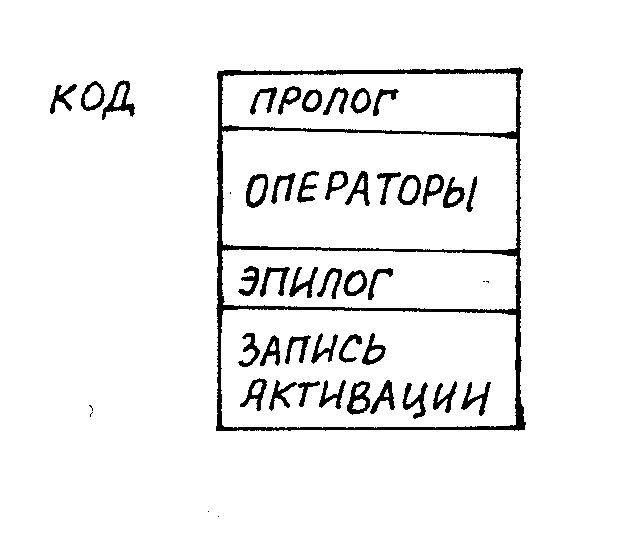 КОД
ПРОЛОГ
ОПЕРАТОРЫ
ЭПИЛОГ
ЗАПИСЬ
АКТИВАЦИИ